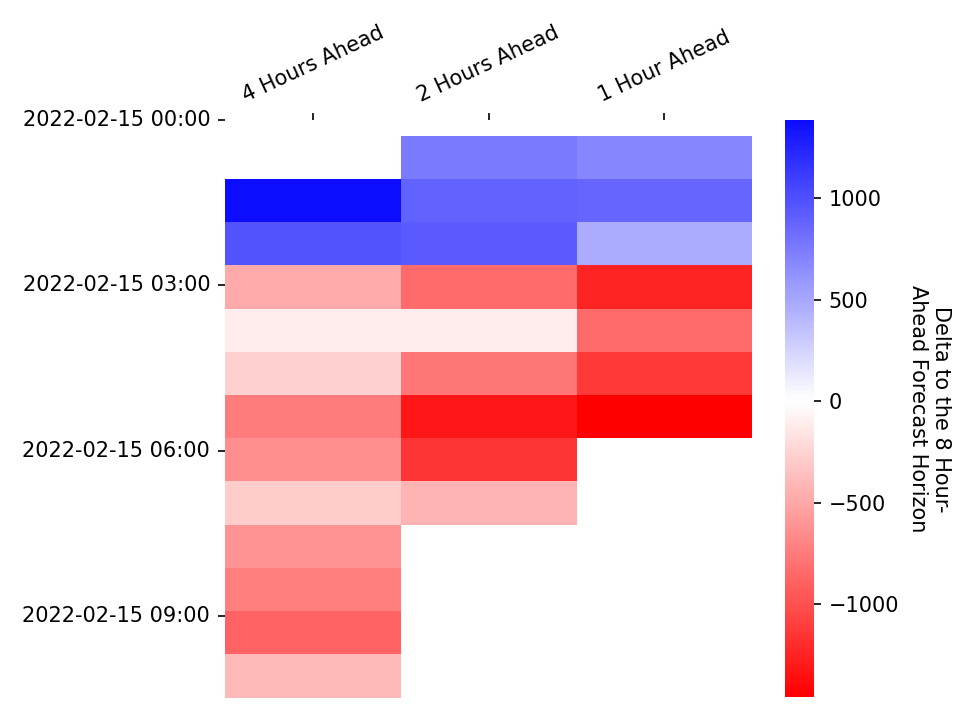 4 Hours Ahead
2 Hours Ahead
1 Hour Ahead
2022-02-15 00:00
2022-02-15 03:00
2022-02-15 06:00
2022-02-15 09:00
1000
500
0
−500
−1000
Delta to the 8 Hour-
Ahead Forecast Horizon